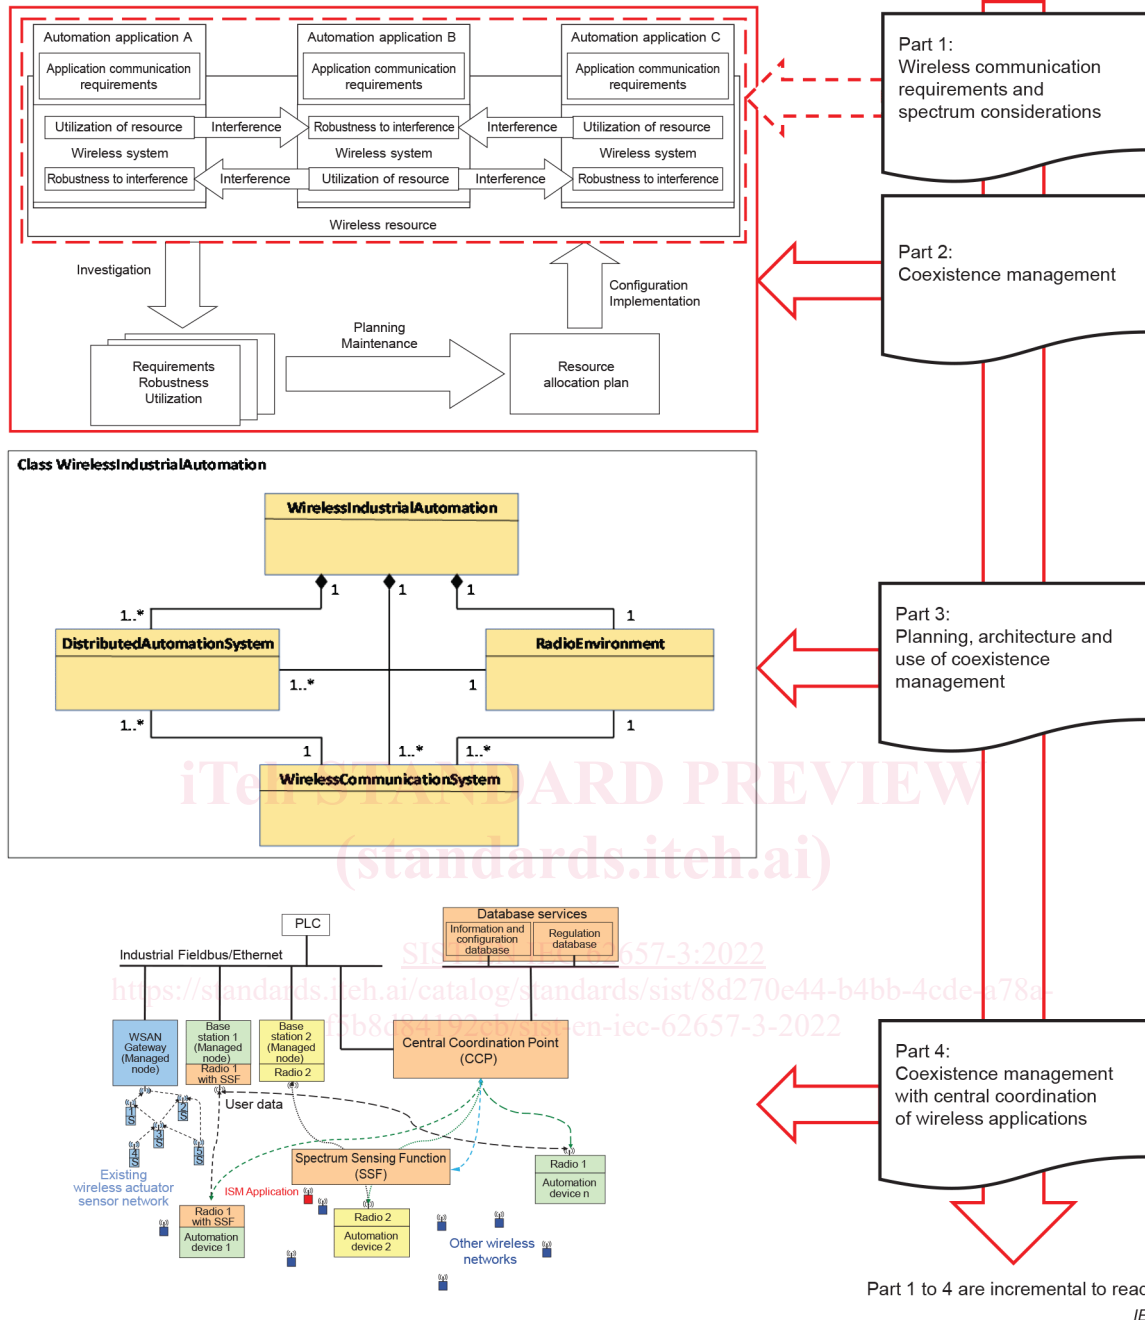 Automation application A
Automation application B
Automation application C
Application communication
requirements
Application communication
requirements
Application communication
requirements
Utilization of resource
Interference
Robustness to interference
Interference
Utilization of resource
Wireless system
Wireless system
Wireless system
Robustness to interference
Interference
Utilization of resource
Interference
Robustness to interference
Wireless resource
Investigation
Configuration
Implementation
Planning
Maintenance
Requirements
Robustness
Utilization
Resource
allocation plan
Part 1:
Wireless communication
requirements and
spectrum considerations
Part 2:
Coexistence management
Class WirelessIndustrialAutomation
WirelessIndustrialAutomation
1
1
1
1..*
1
DistributedAutomationSystem
RadioEnvironment
1..*
1
1..*
1
1
1..*
1..*
WirelessCommunicationSystem
Part 3:
Planning, architecture and
use of coexistence
management
iTeh STANDARD PREVIEW
(standards.iteh.ai)
SIST EN IEC 62657-3:2022
https://standards.iteh.ai/catalog/standards/sist/8d270e44-b4bb-4cde-a78a-
f5b8d84192cb/sist-en-iec-62657-3-2022
PLC
Industrial Fieldbus/Ethernet
Database services
Information and
configuration
database
Regulation
database
WSAN
Gateway
(Managed
node)
Base
station 1
(Managed
node)
Radio 1
with SSF
Base
station 2
(Managed
node)
Radio 2
Central Coordination Point
(CCP)
User data
Existing
wireless actuator
sensor network
Spectrum Sensing Function
(SSF)
ISM Application
Radio 1
Automation
device n
Radio 1
with SSF
Automation
device 1
Radio 2
Automation
device 2
Other wireless
networks
Part 4:
Coexistence management
with central coordination
of wireless applications
Part 1 to 4 are incremental to read